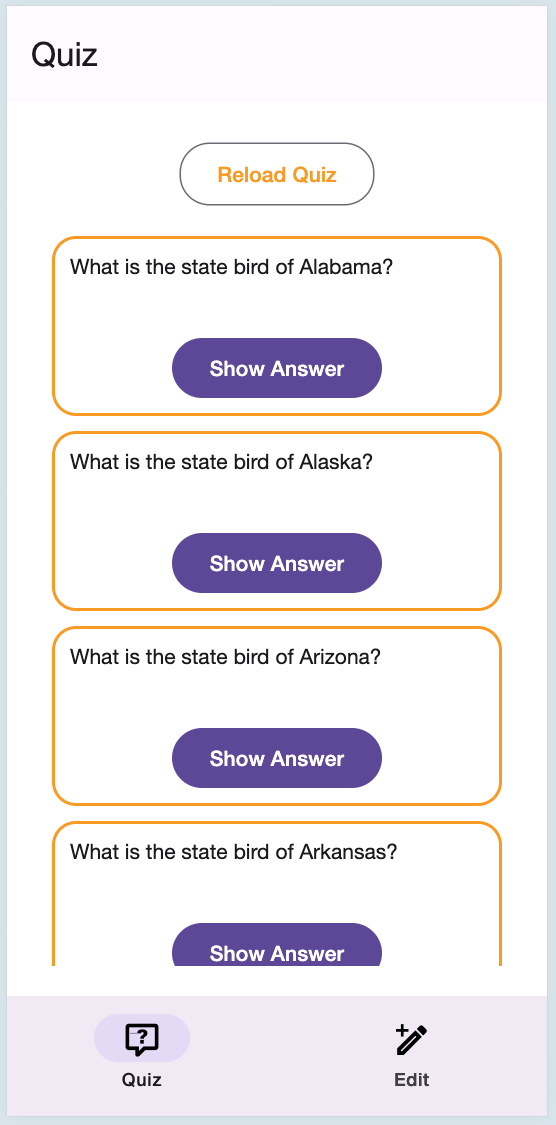 Quiz
Reload Quiz
What is the state bird of Alabama?
Show Answer
What is the state bird of Alaska?
Show Answer
What is the state bird of Arizona?
Show Answer
What is the state bird of Arkansas?
Show Answer
?
Quiz
Edit